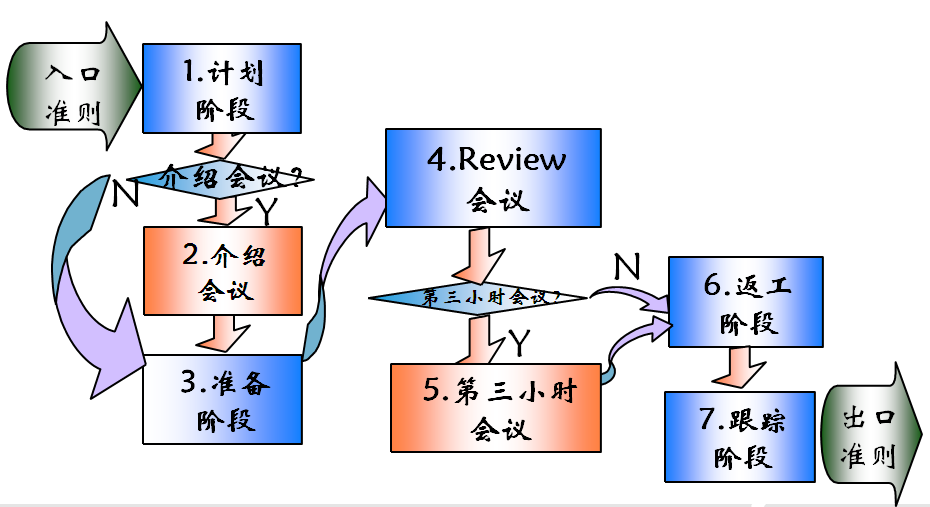 入口
准则
1.计划
阶段
介绍会议?
N
Y
2.介绍
会议
3.准备
阶段
4.Review
会议
第三小时会议?
N
Y
5.第三小时
会议
6.返工
阶段
7.跟踪
阶段
出口
准则